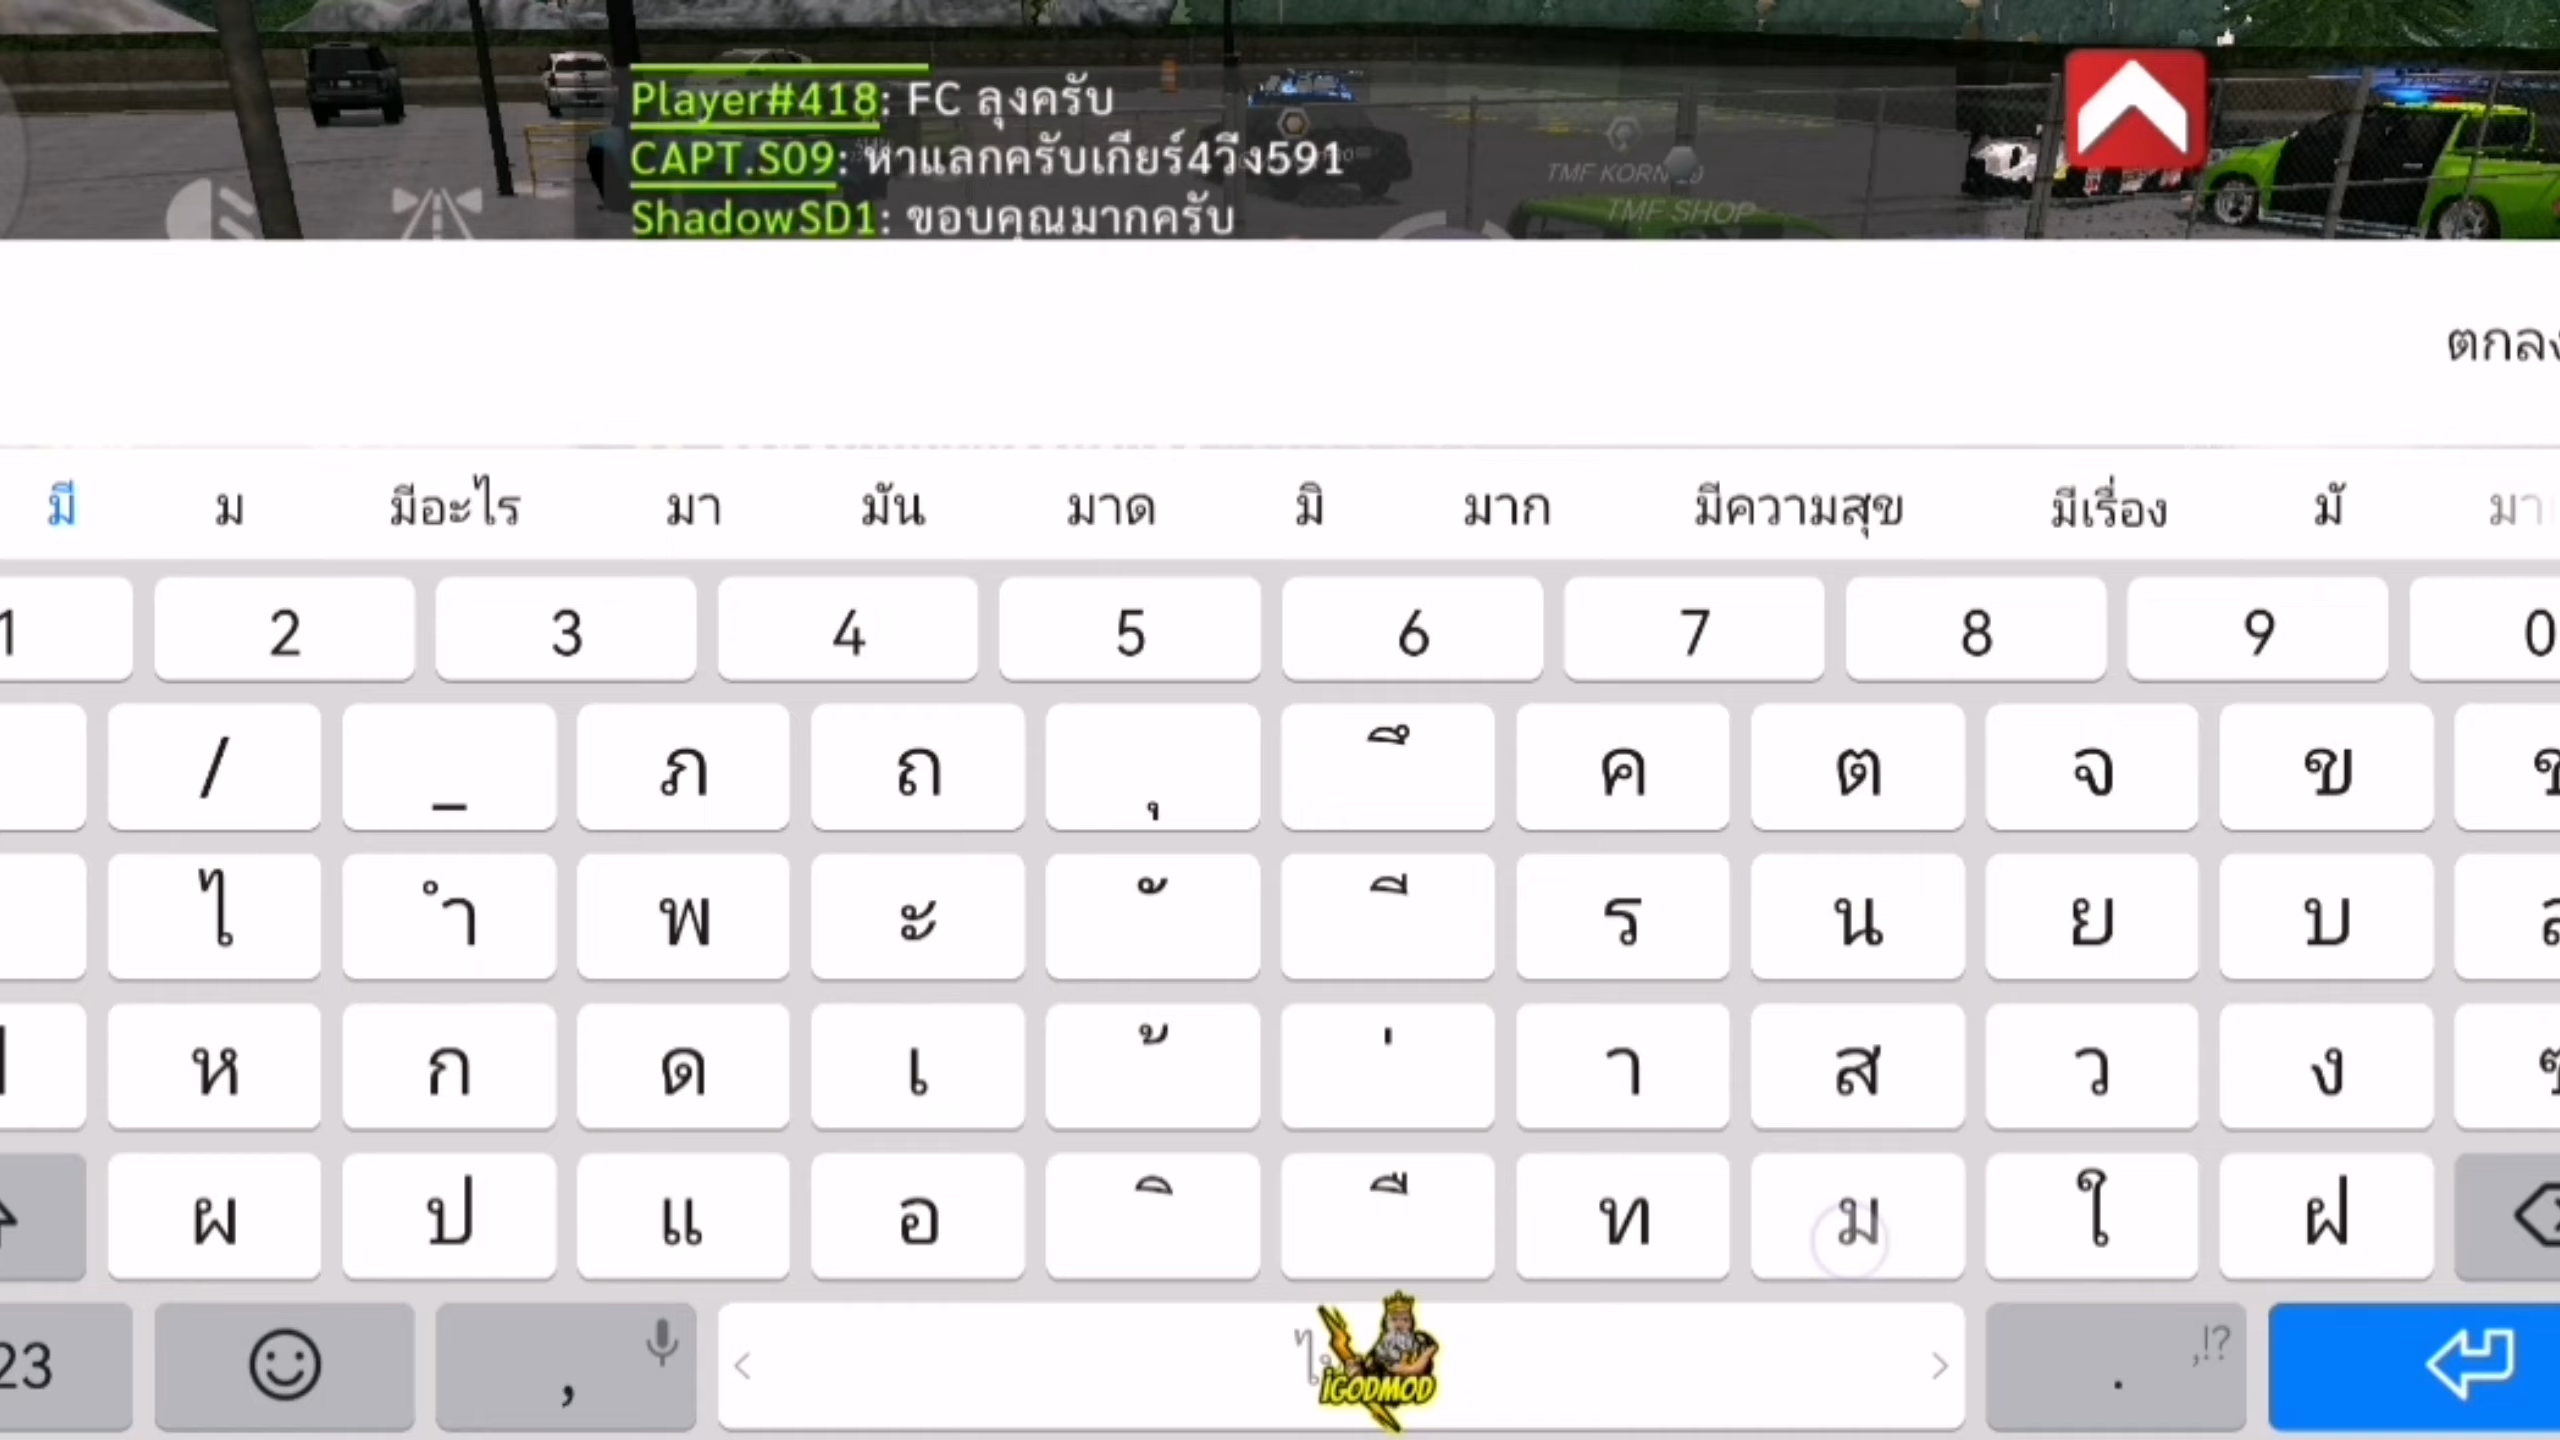 Player#418: FC ลุงครับ
CAPT.S09: หาแลกครับเกียร์4วึง591
ShadowSD1: ขอบคุณมากครับ
TMF KORN
TMF SHOP
ตกลง
มี ม มีอะไร มา มัน มาด มิ มาก มีความสุข มีเรื่อง มั มา
1 2 3 4 5 6 7 8 9 0
/ _ ภ ถ ุ ึ ค ต จ ข
ไ ำ พ ะ ั ี ร น ย บ
ห ก ด เ ้ ่ า ส ว ง
ผ ป แ อ ิ ื ท ม ใ ฝ
23 , < > ,!? .
iGODMOD